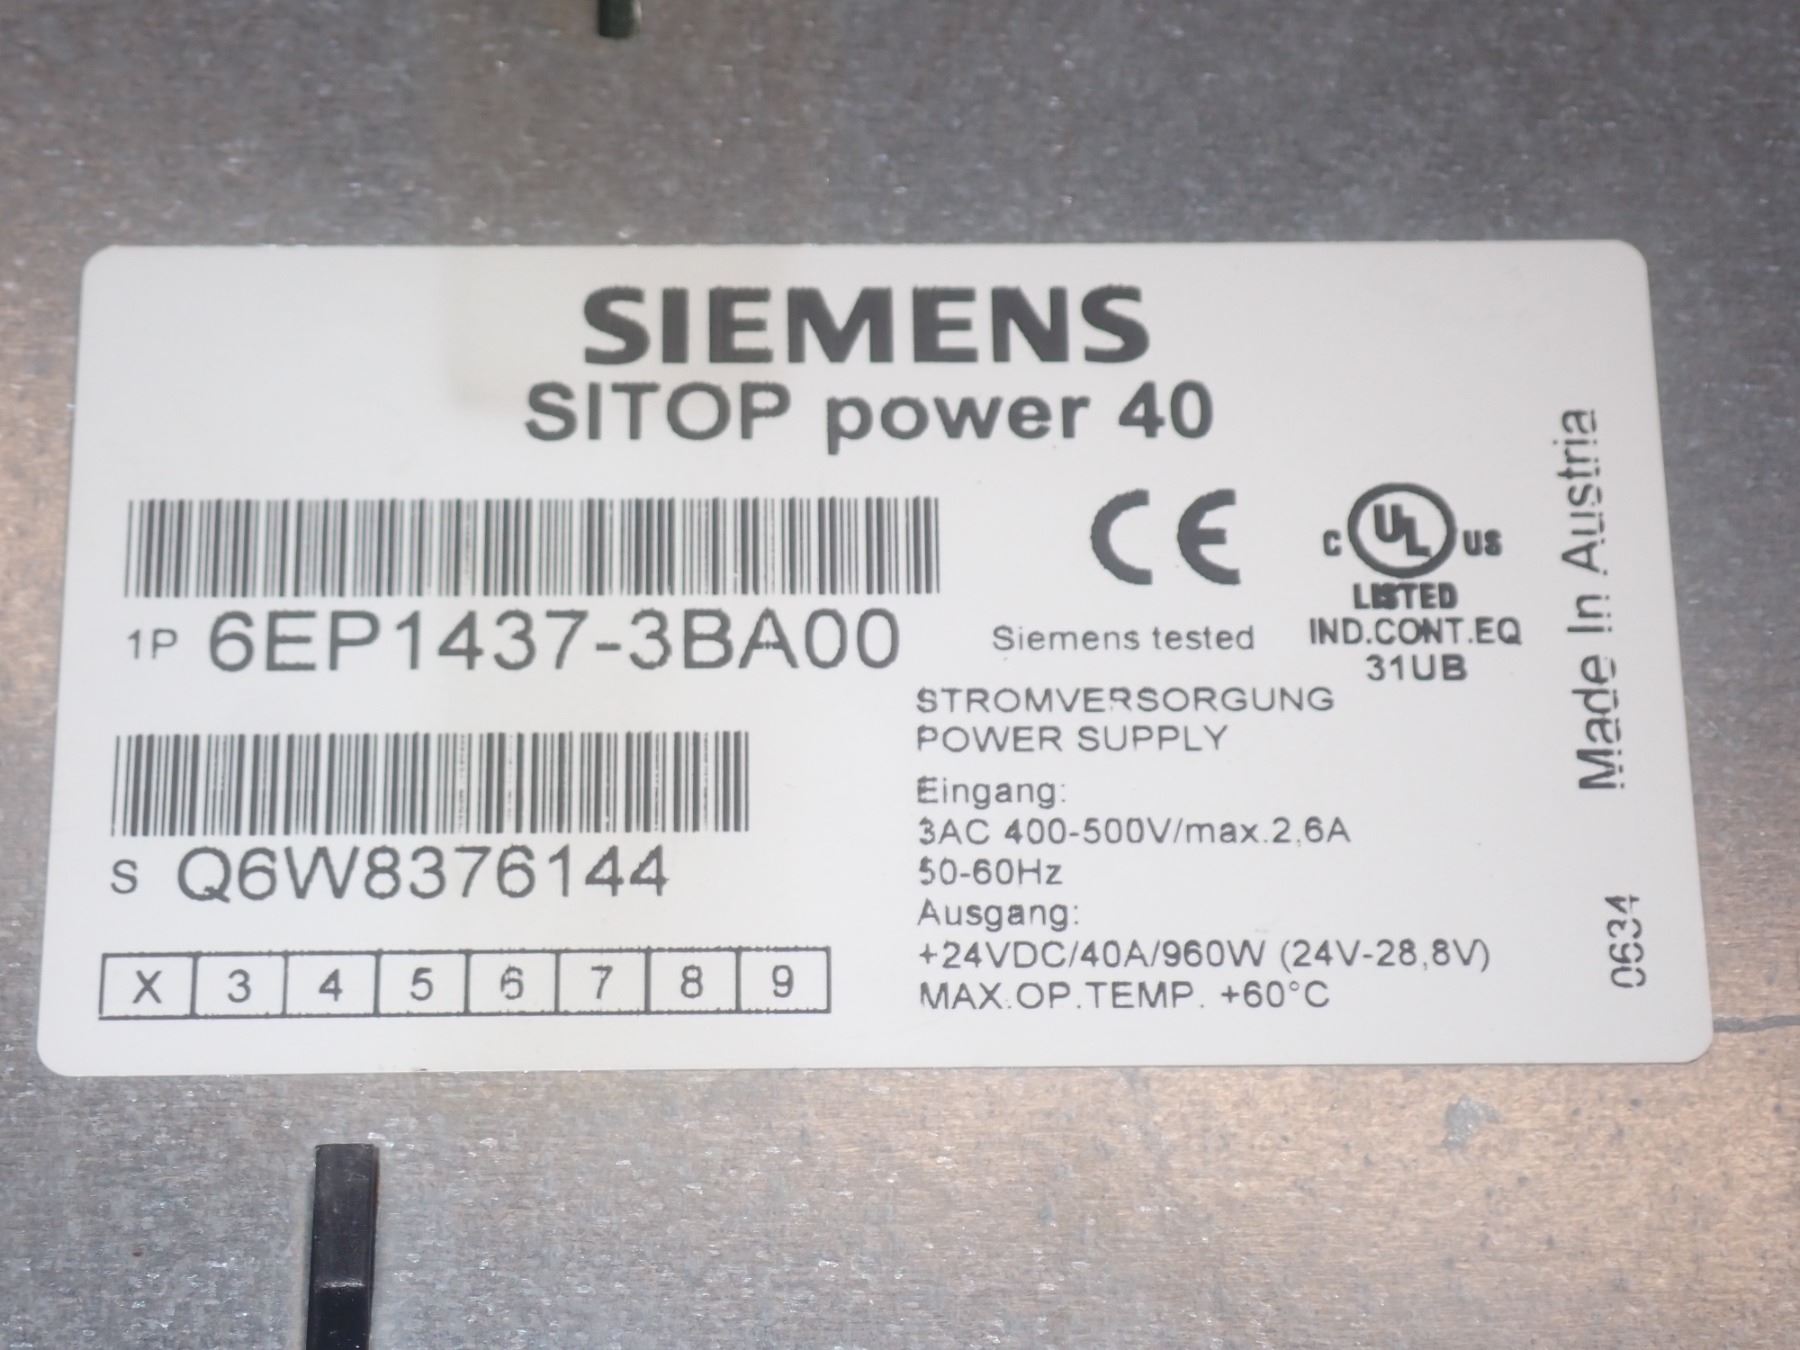 SIEMENS
SITOP power 40
1P 6EP1437-3BA00
S Q6W8376144
X 3 4 5 6 7 8 9
CE
Siemens tested
C UL US
LISTED
IND.CONT.EQ
31UB
STROMVERSORGUNG
POWER SUPPLY
Eingang:
3AC 400-500V/max.2,6A
50-60Hz
Ausgang:
+24VDC/40A/960W (24V-28,8V)
MAX.OP.TEMP. +60°C
Made In Austria
0634